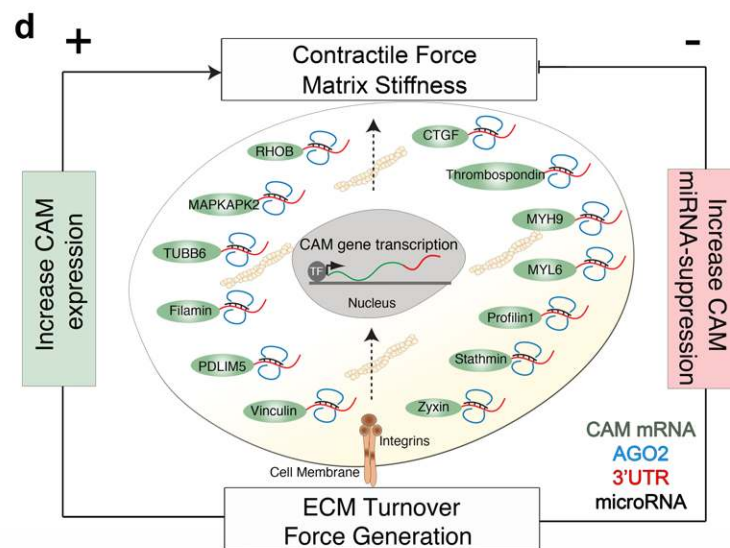 d
+
-
Contractile Force
Matrix Stiffness
CTGF
RHOB
Thrombospondin
MAPKAPK2
MYH9
CAM gene transcription
TUBB6
MYL6
TF
Nucleus
Filamin
Profilin1
PDLIM5
Stathmin
Vinculin
Zyxin
Integrins
Cell Membrane
Increase CAM
expression
Increase CAM
miRNA-suppression
CAM mRNA
AGO2
3'UTR
microRNA
ECM Turnover
Force Generation